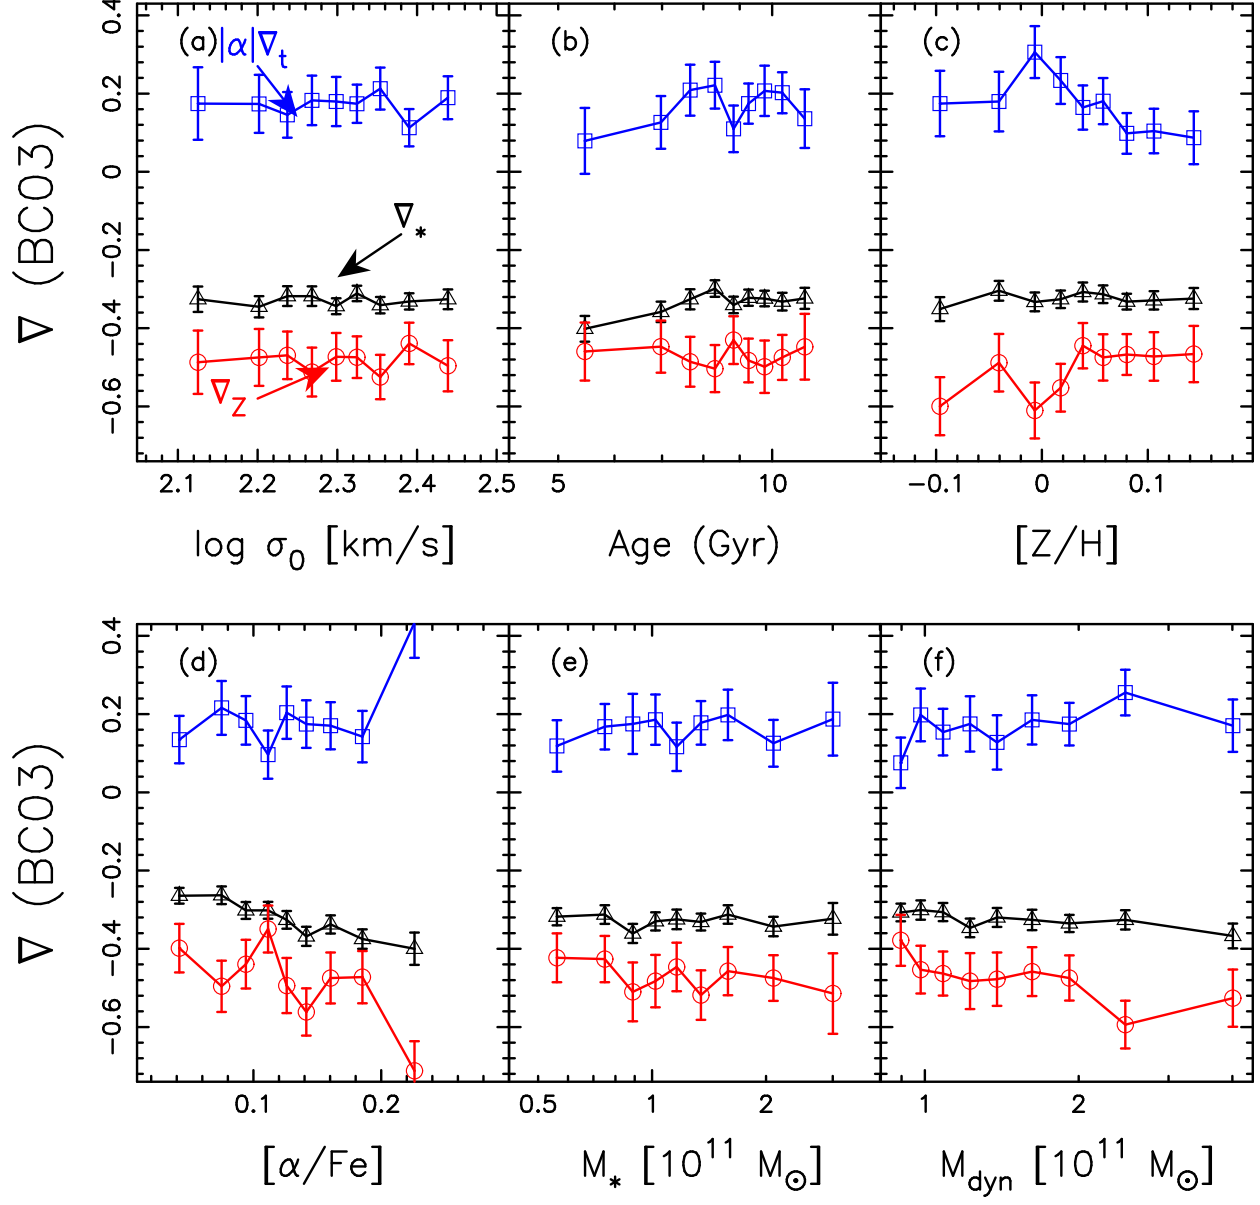 ∇ (BC03)
0.4
0.2
0
−0.2
−0.4
−0.6
(a)
|α|∇t
∇*
∇Z
(b)
(c)
2.1 2.2 2.3 2.4 2.5
5 10
−0.1 0 0.1
log σ0 [km/s]
Age (Gyr)
[Z/H]
∇ (BC03)
0.4
0.2
0
−0.2
−0.4
−0.6
(d)
(e)
(f)
0.1 0.2
0.5 1 2
1 2
[α/Fe]
M* [10^11 M⊙]
Mdyn [10^11 M⊙]